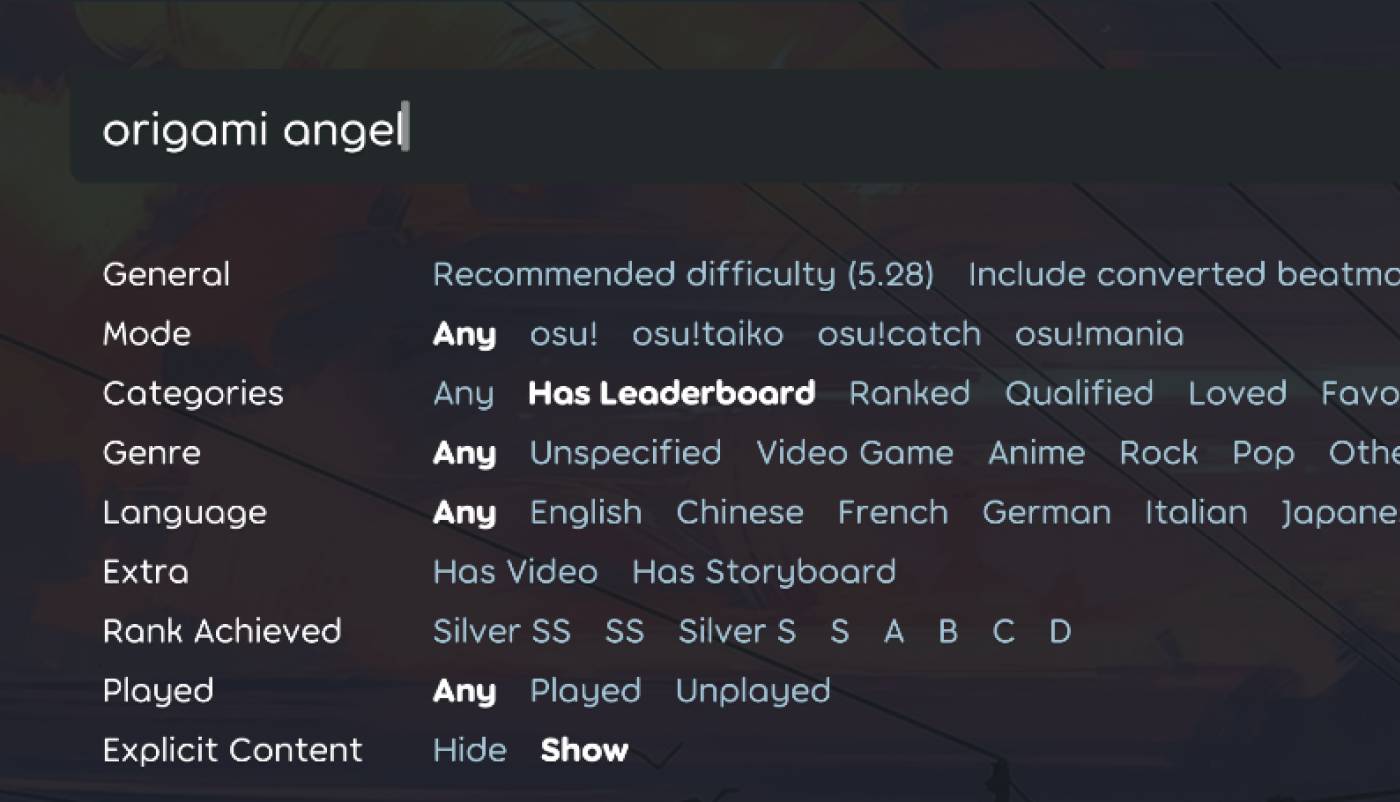 origami angel
General Recommended difficulty (5.28) Include converted beatma
Mode Any osu! osu!taiko osu!catch osu!mania
Categories Any Has Leaderboard Ranked Qualified Loved Favo
Genre Any Unspecified Video Game Anime Rock Pop Othe
Language Any English Chinese French German Italian Japane
Extra Has Video Has Storyboard
Rank Achieved Silver SS SS Silver S S A B C D
Played Any Played Unplayed
Explicit Content Hide Show